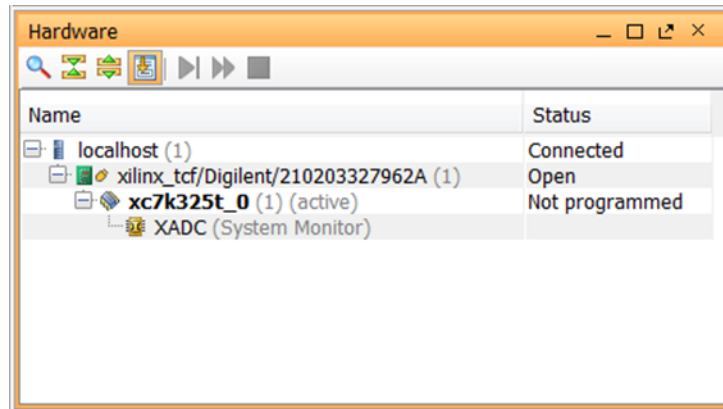 Hardware
Name Status
localhost (1) Connected
xilinx_tcf/Digilent/210203327962A (1) Open
xc7k325t_0 (1) (active) Not programmed
XADC (System Monitor)